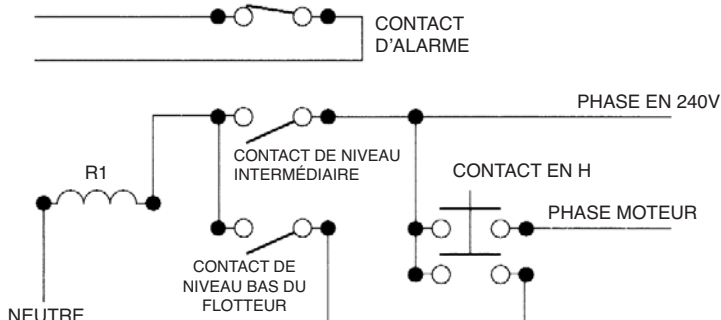 CONTACT
D'ALARME
PHASE EN 240V
CONTACT DE NIVEAU
INTERMÉDIAIRE
CONTACT EN H
R1
PHASE MOTEUR
CONTACT DE
NIVEAU BAS DU
FLOTTEUR
NEUTRE